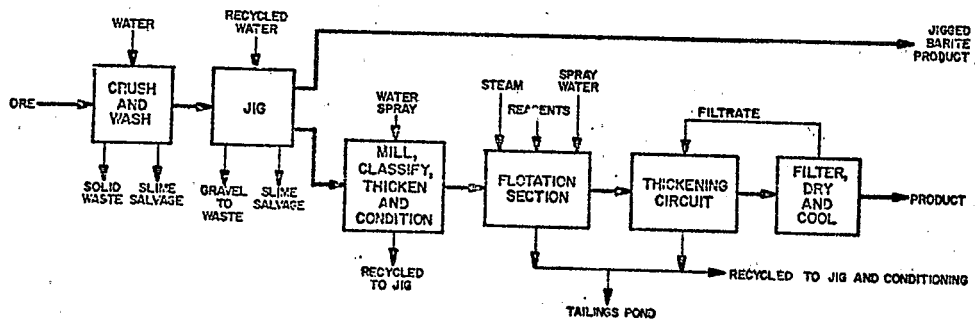 WATER
RECYCLED
WATER
JIGGED
BARITE
PRODUCT
ORE
CRUSH
AND
WASH
JIG
SOLID
WASTE
SLIME
SALVAGE
GRAVEL
TO
WASTE
SLIME
SALVAGE
WATER
SPRAY
MILL,
CLASSIFY,
THICKEN
AND
CONDITION
RECYCLED
TO JIG
STEAM
REAGENTS
SPRAY
WATER
FLOTATION
SECTION
THICKENING
CIRCUIT
FILTRATE
FILTER,
DRY
AND
COOL
PRODUCT
RECYCLED TO JIG AND CONDITIONING
TAILINGS POND